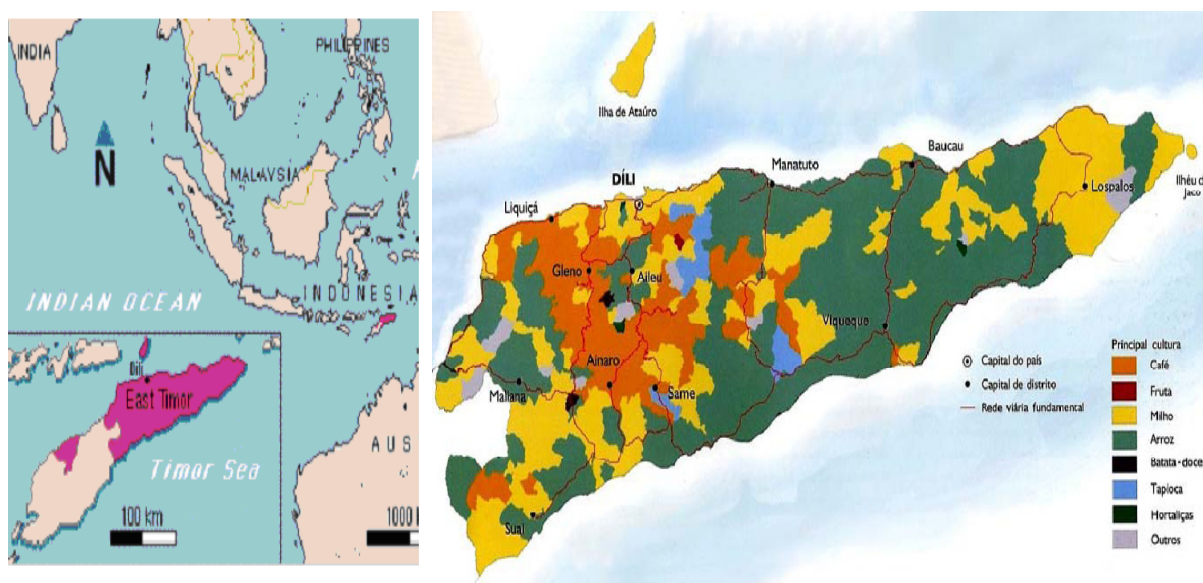 INDIA
PHILIPPINES
N
MALAVSIA
INDIAN OCEAN
INDONESIA
Dili
East Timor
Timor Sea
100 km
AUS
1000
Ilha de Ataúro
DÍLI
Manatuto
Baucau
Liquiçá
Lospalos
Ilhéu d
Jaco
Gleno
Aileu
Viqueque
Ainaro
Maliana
Same
Suai
Capital do país
Capital de distrito
Rede viária fundamental
Principal cultura
Café
Fruta
Milho
Arroz
Batata-doce
Tapioca
Hortaliças
Outros